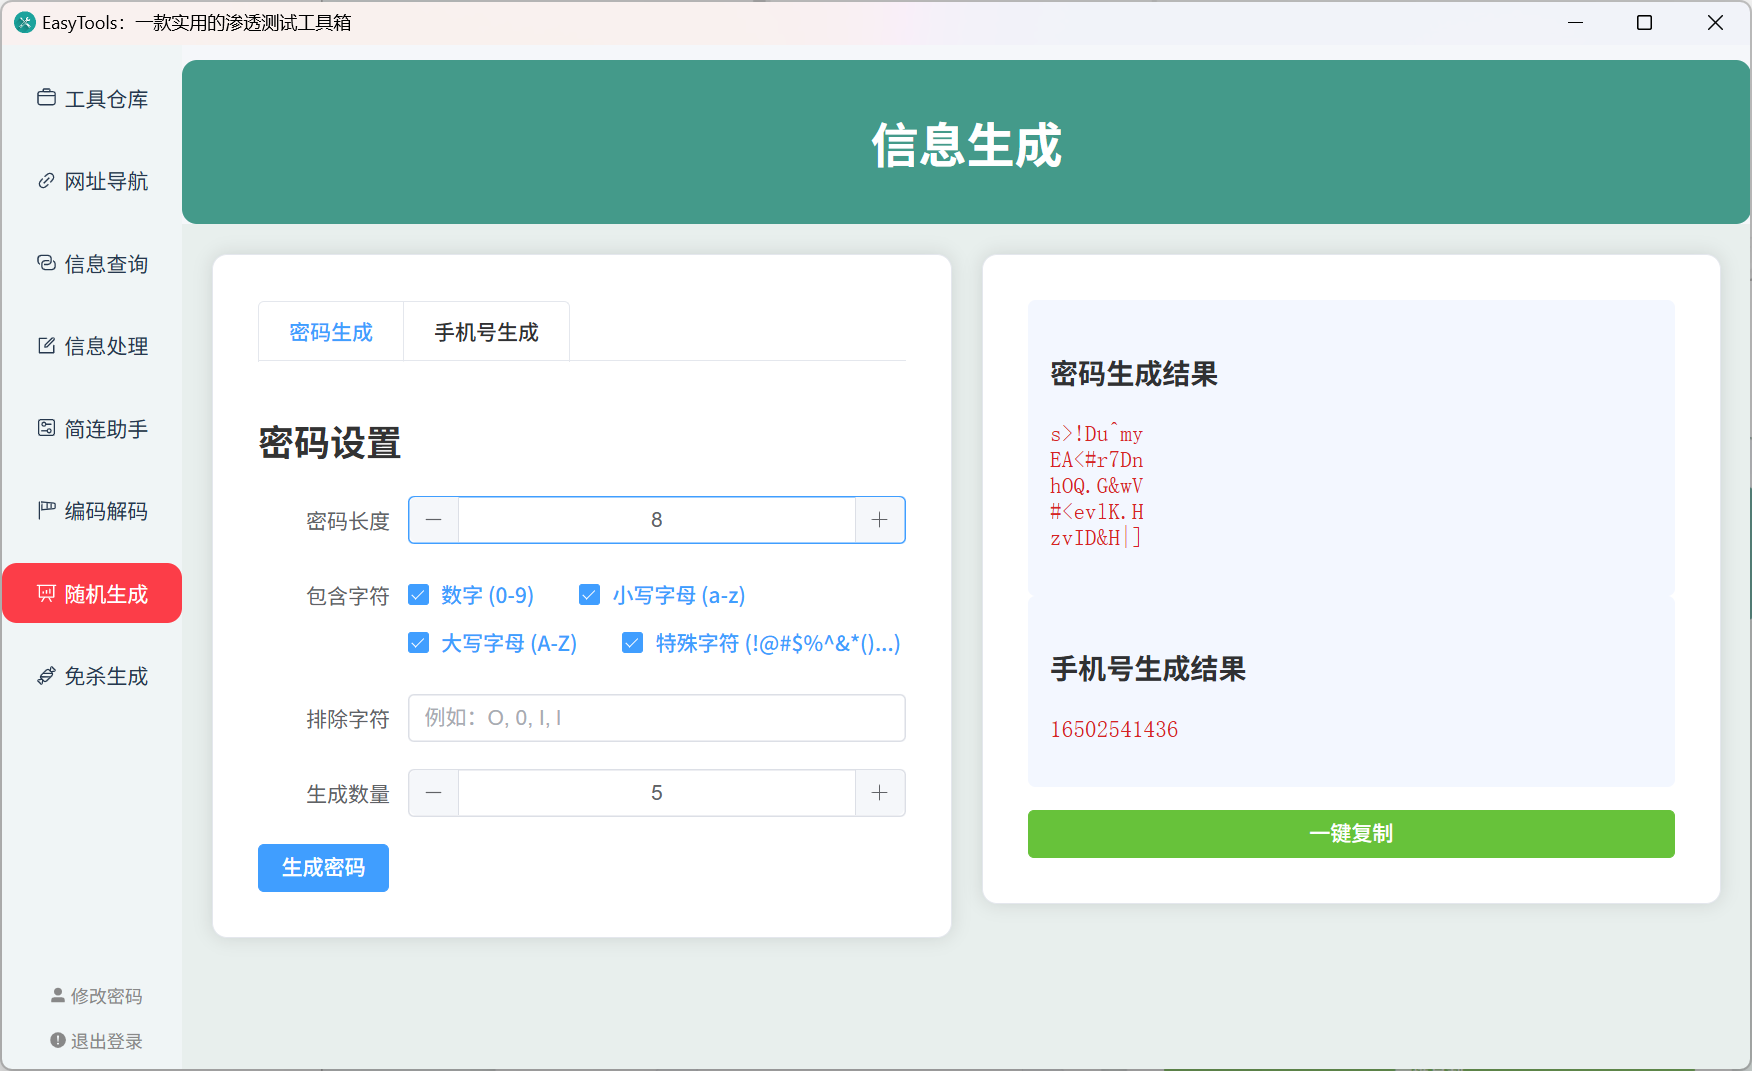 EasyTools：一款实用的渗透测试工具箱
工具仓库
网址导航
信息查询
信息处理
简连助手
编码解码
随机生成
免杀生成
修改密码
退出登录
信息生成
密码生成
手机号生成
密码设置
密码长度
8
包含字符
数字 (0-9)
小写字母 (a-z)
大写字母 (A-Z)
特殊字符 (!@#$%^&*()...)
排除字符
例如：O, 0, I, l
生成数量
5
生成密码
密码生成结果
s>!Du^my
EA<#r7Dn
hOQ.G&wV
#<evlK.H
zvID&H|]
手机号生成结果
16502541436
一键复制